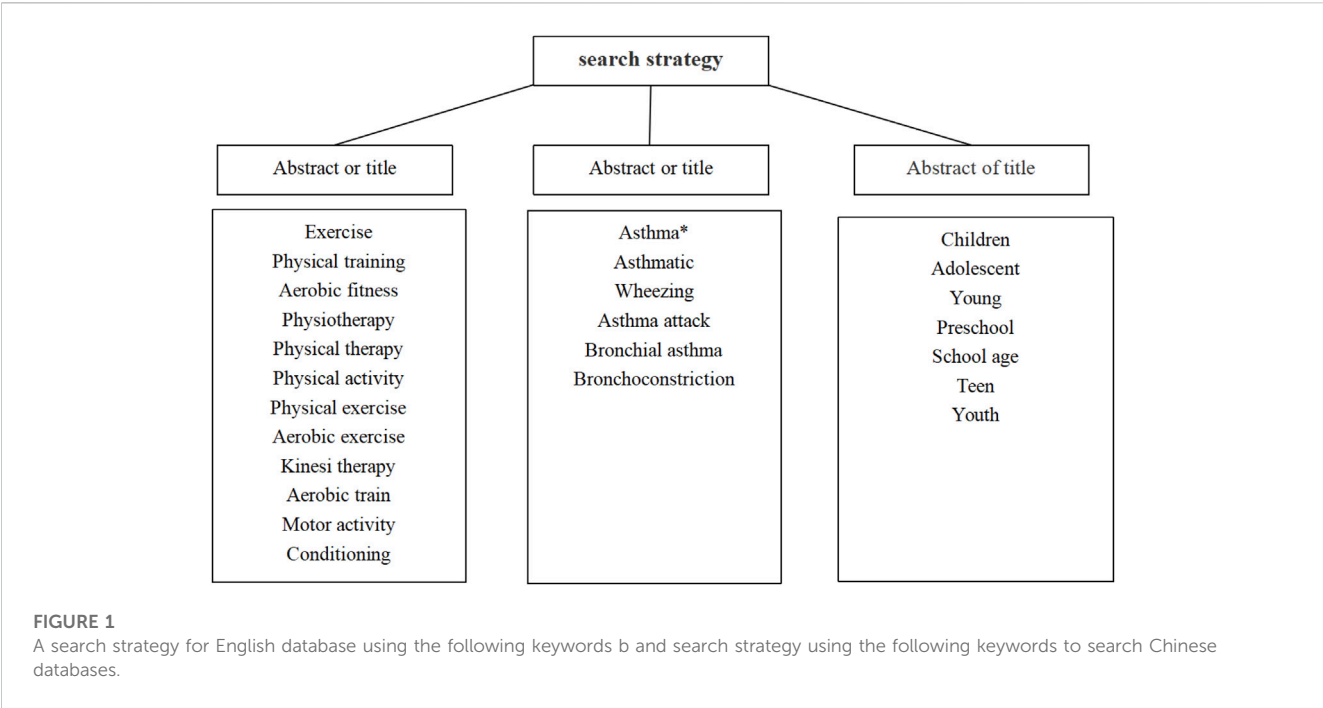 search strategy
Abstract or title
Abstract or title
Abstract of title
Exercise
Physical training
Aerobic fitness
Physiotherapy
Physical therapy
Physical activity
Physical exercise
Aerobic exercise
Kinesi therapy
Aerobic train
Motor activity
Conditioning
Asthma*
Asthmatic
Wheezing
Asthma attack
Bronchial asthma
Bronchoconstriction
Children
Adolescent
Young
Preschool
School age
Teen
Youth
FIGURE 1
A search strategy for English database using the following keywords b and search strategy using the following keywords to search Chinese
databases.